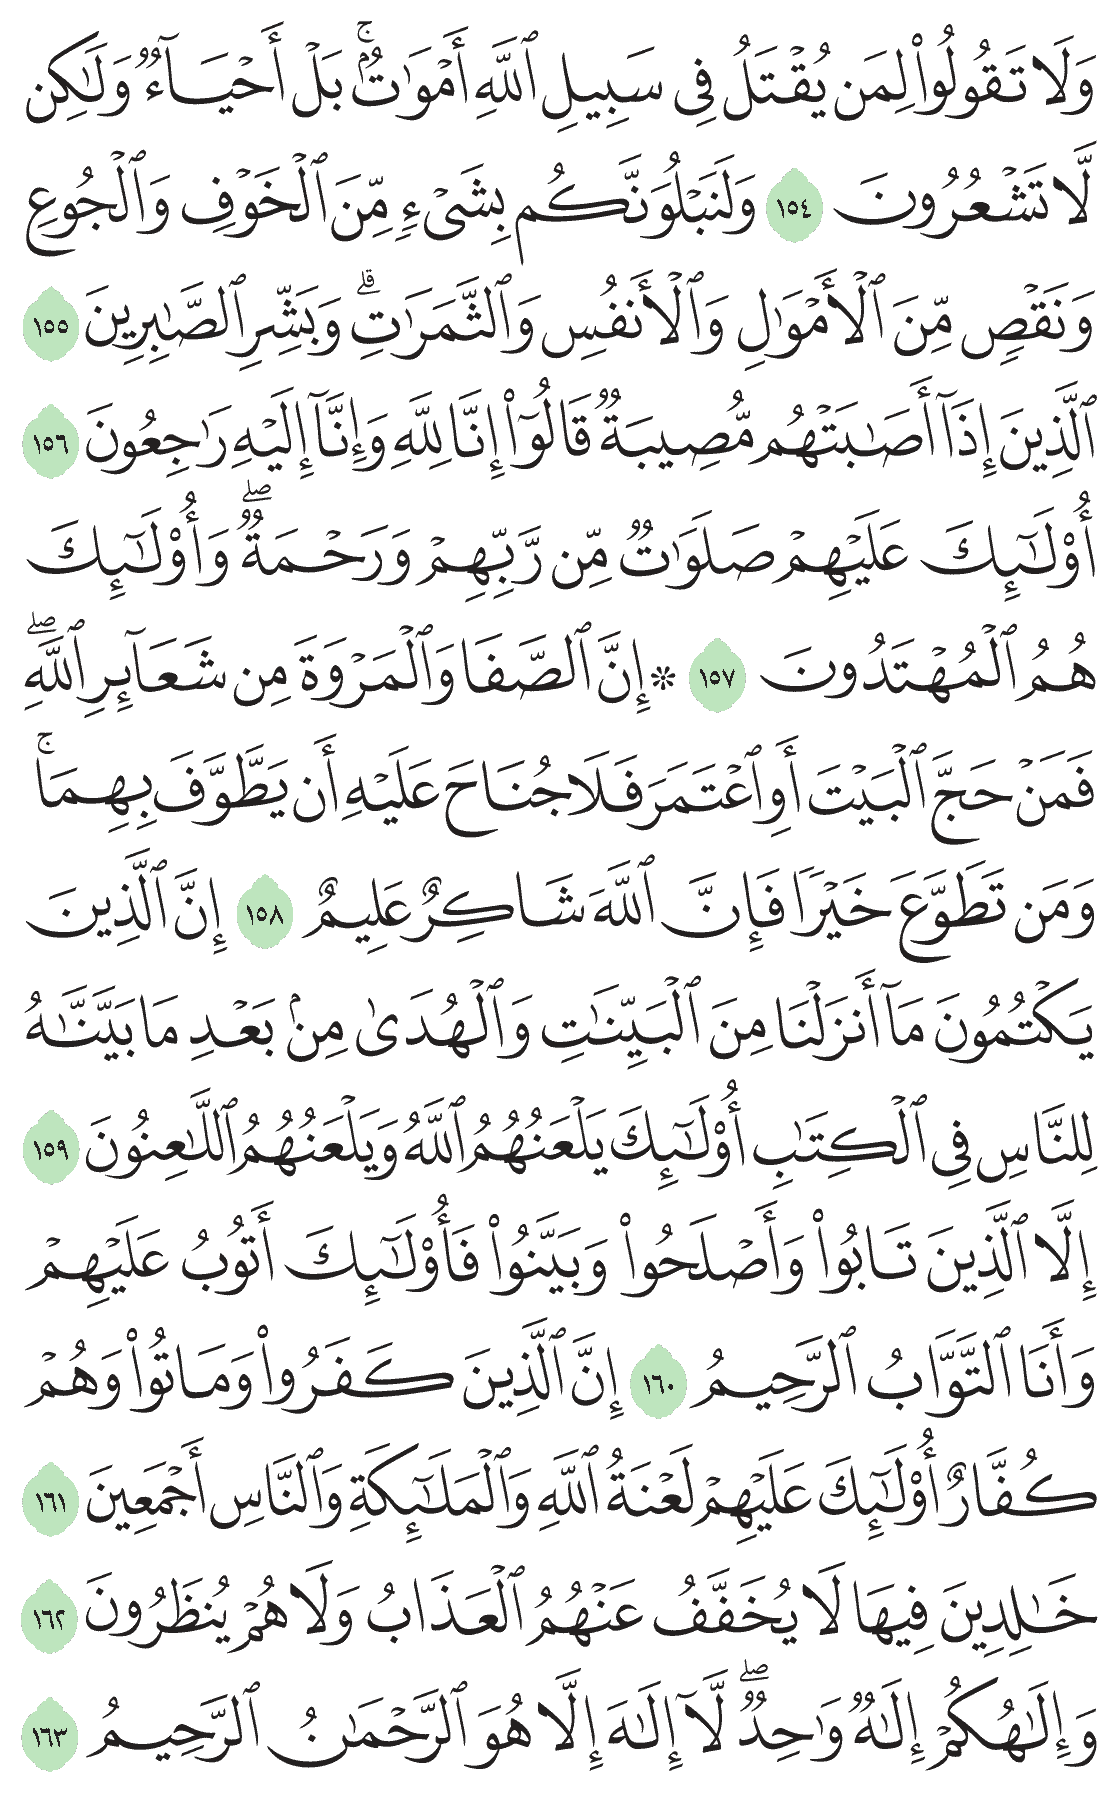 وَلَا تَقُولُوا۟ لِمَن يُقْتَلُ فِى سَبِيلِ ٱللَّهِ أَمْوَٰتٌۢ ۚ بَلْ أَحْيَآءٌ وَلَـٰكِن
لَّا تَشْعُرُونَ ١٥٤ وَلَنَبْلُوَنَّكُم بِشَىْءٍ مِّنَ ٱلْخَوْفِ وَٱلْجُوعِ
وَنَقْصٍ مِّنَ ٱلْأَمْوَٰلِ وَٱلْأَنفُسِ وَٱلثَّمَرَٰتِ ۗ وَبَشِّرِ ٱلصَّـٰبِرِينَ ١٥٥
ٱلَّذِينَ إِذَآ أَصَـٰبَتْهُم مُّصِيبَةٌ قَالُوٓا۟ إِنَّا لِلَّهِ وَإِنَّآ إِلَيْهِ رَٰجِعُونَ ١٥٦
أُو۟لَـٰٓئِكَ عَلَيْهِمْ صَلَوَٰتٌ مِّن رَّبِّهِمْ وَرَحْمَةٌ ۖ وَأُو۟لَـٰٓئِكَ
هُمُ ٱلْمُهْتَدُونَ ١٥٧ * إِنَّ ٱلصَّفَا وَٱلْمَرْوَةَ مِن شَعَآئِرِ ٱللَّهِ ۖ
فَمَنْ حَجَّ ٱلْبَيْتَ أَوِ ٱعْتَمَرَ فَلَا جُنَاحَ عَلَيْهِ أَن يَطَّوَّفَ بِهِمَا ۚ
وَمَن تَطَوَّعَ خَيْرًا فَإِنَّ ٱللَّهَ شَاكِرٌ عَلِيمٌ ١٥٨ إِنَّ ٱلَّذِينَ
يَكْتُمُونَ مَآ أَنزَلْنَا مِنَ ٱلْبَيِّنَـٰتِ وَٱلْهُدَىٰ مِنۢ بَعْدِ مَا بَيَّنَّـٰهُ
لِلنَّاسِ فِى ٱلْكِتَـٰبِ أُو۟لَـٰٓئِكَ يَلْعَنُهُمُ ٱللَّهُ وَيَلْعَنُهُمُ ٱللَّـٰعِنُونَ ١٥٩
إِلَّا ٱلَّذِينَ تَابُوا۟ وَأَصْلَحُوا۟ وَبَيَّنُوا۟ فَأُو۟لَـٰٓئِكَ أَتُوبُ عَلَيْهِمْ
وَأَنَا ٱلتَّوَّابُ ٱلرَّحِيمُ ١٦٠ إِنَّ ٱلَّذِينَ كَفَرُوا۟ وَمَاتُوا۟ وَهُمْ
كُفَّارٌ أُو۟لَـٰٓئِكَ عَلَيْهِمْ لَعْنَةُ ٱللَّهِ وَٱلْمَلَـٰٓئِكَةِ وَٱلنَّاسِ أَجْمَعِينَ ١٦١
خَـٰلِدِينَ فِيهَا لَا يُخَفَّفُ عَنْهُمُ ٱلْعَذَابُ وَلَا هُمْ يُنظَرُونَ ١٦٢
وَإِلَـٰهُكُمْ إِلَـٰهٌ وَٰحِدٌ ۖ لَّآ إِلَـٰهَ إِلَّا هُوَ ٱلرَّحْمَـٰنُ ٱلرَّحِيمُ ١٦٣